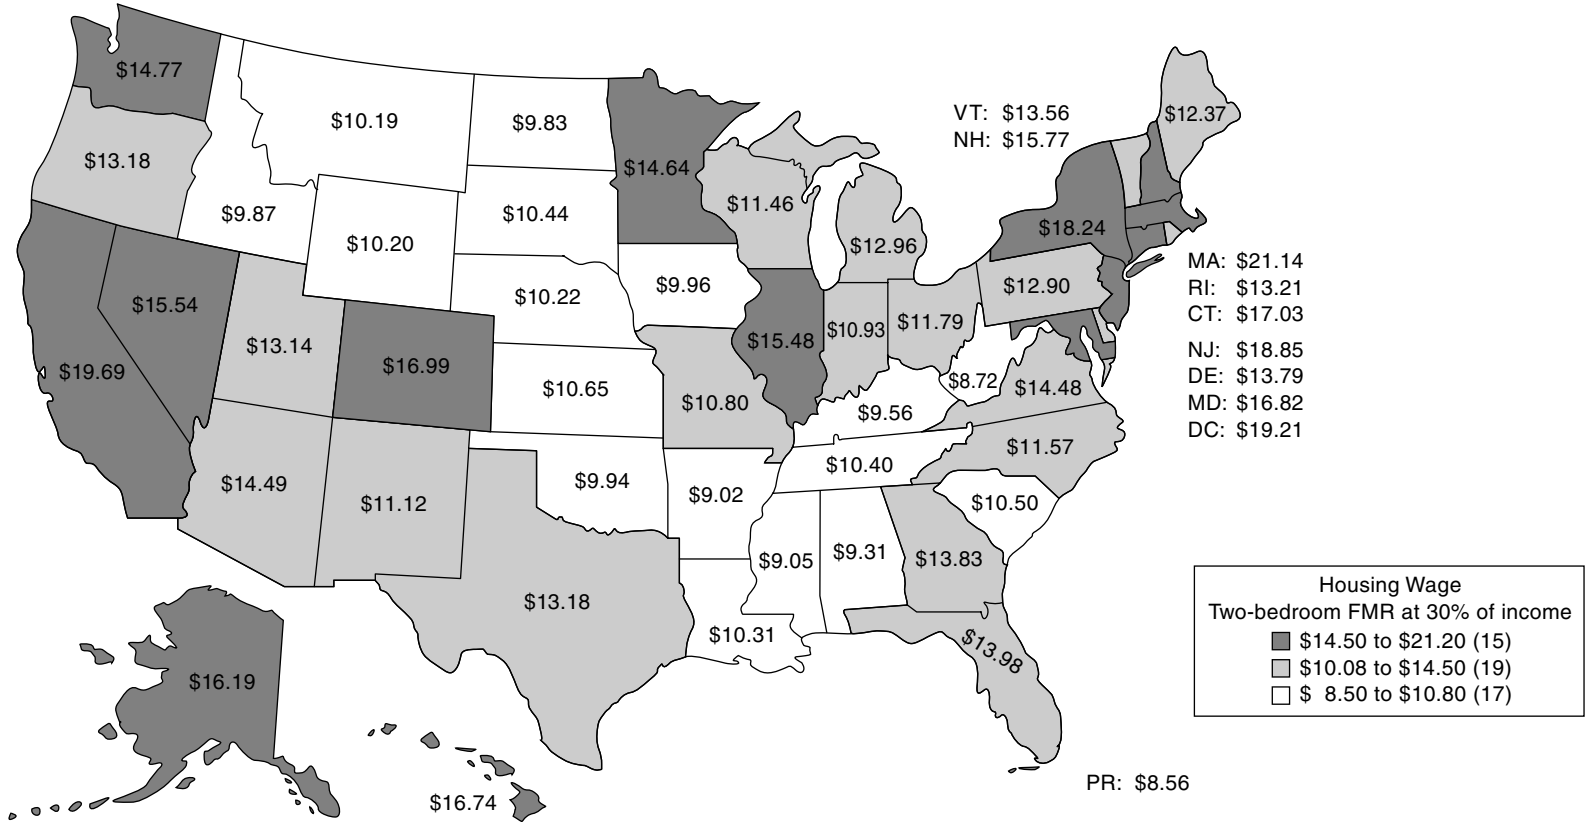 $14.77
$13.18
$10.19
$9.83
$14.64
VT: $13.56
NH: $15.77
$12.37
$9.87
$10.20
$10.44
$11.46
$12.96
$18.24
$15.54
$19.69
$13.14
$16.99
$10.22
$9.96
$15.48
$10.93
$11.79
$12.90
MA: $21.14
RI: $13.21
CT: $17.03
NJ: $18.85
DE: $13.79
MD: $16.82
DC: $19.21
$10.65
$10.80
$9.56
$8.72
$14.48
$14.49
$11.12
$9.94
$9.02
$10.40
$11.57
$10.50
$13.18
$10.31
$9.05
$9.31
$13.83
$13.98
$16.19
$16.74
PR: $8.56
Housing Wage
Two-bedroom FMR at 30% of income
$14.50 to $21.20 (15)
$10.08 to $14.50 (19)
$ 8.50 to $10.80 (17)